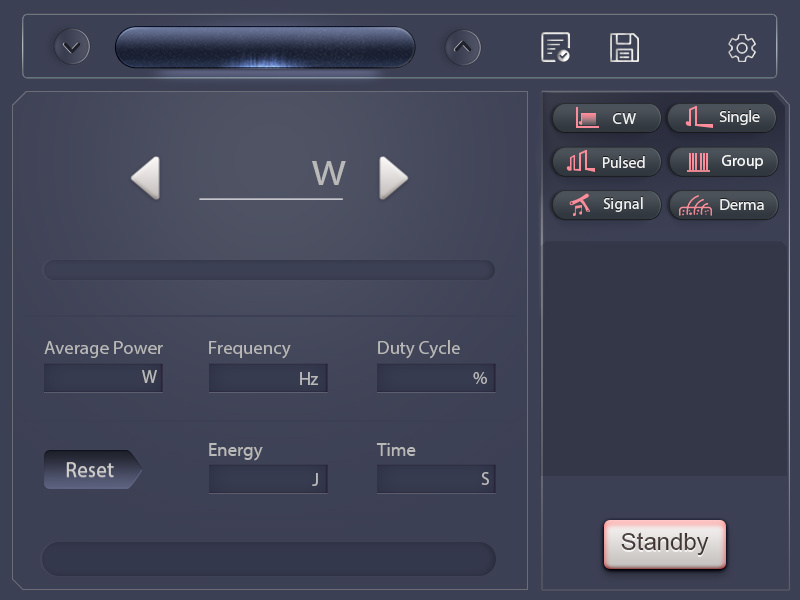 W
Average Power
W
Frequency
Hz
Duty Cycle
%
Reset
Energy
J
Time
S
CW
Single
Pulsed
Group
Signal
Derma
Standby